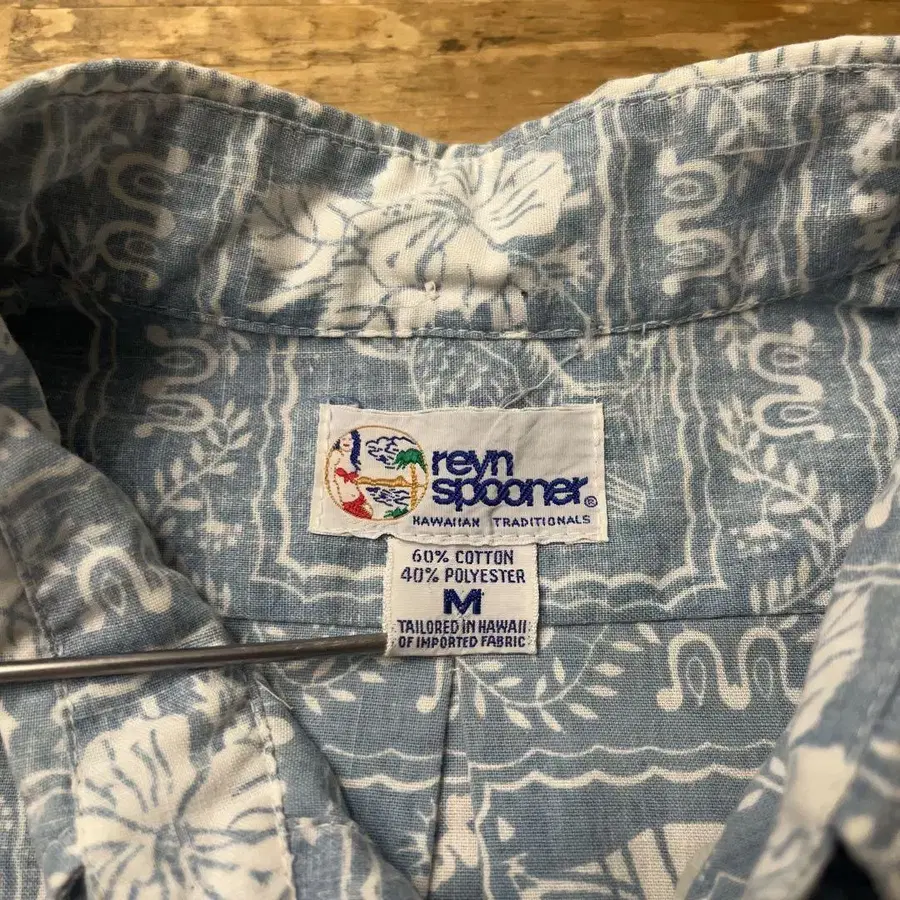 reyn
spooner®
HAWAIIAN TRADITIONALS
60% COTTON
40% POLYESTER
M
TAILORED IN HAWAII
OF IMPORTED FABRIC